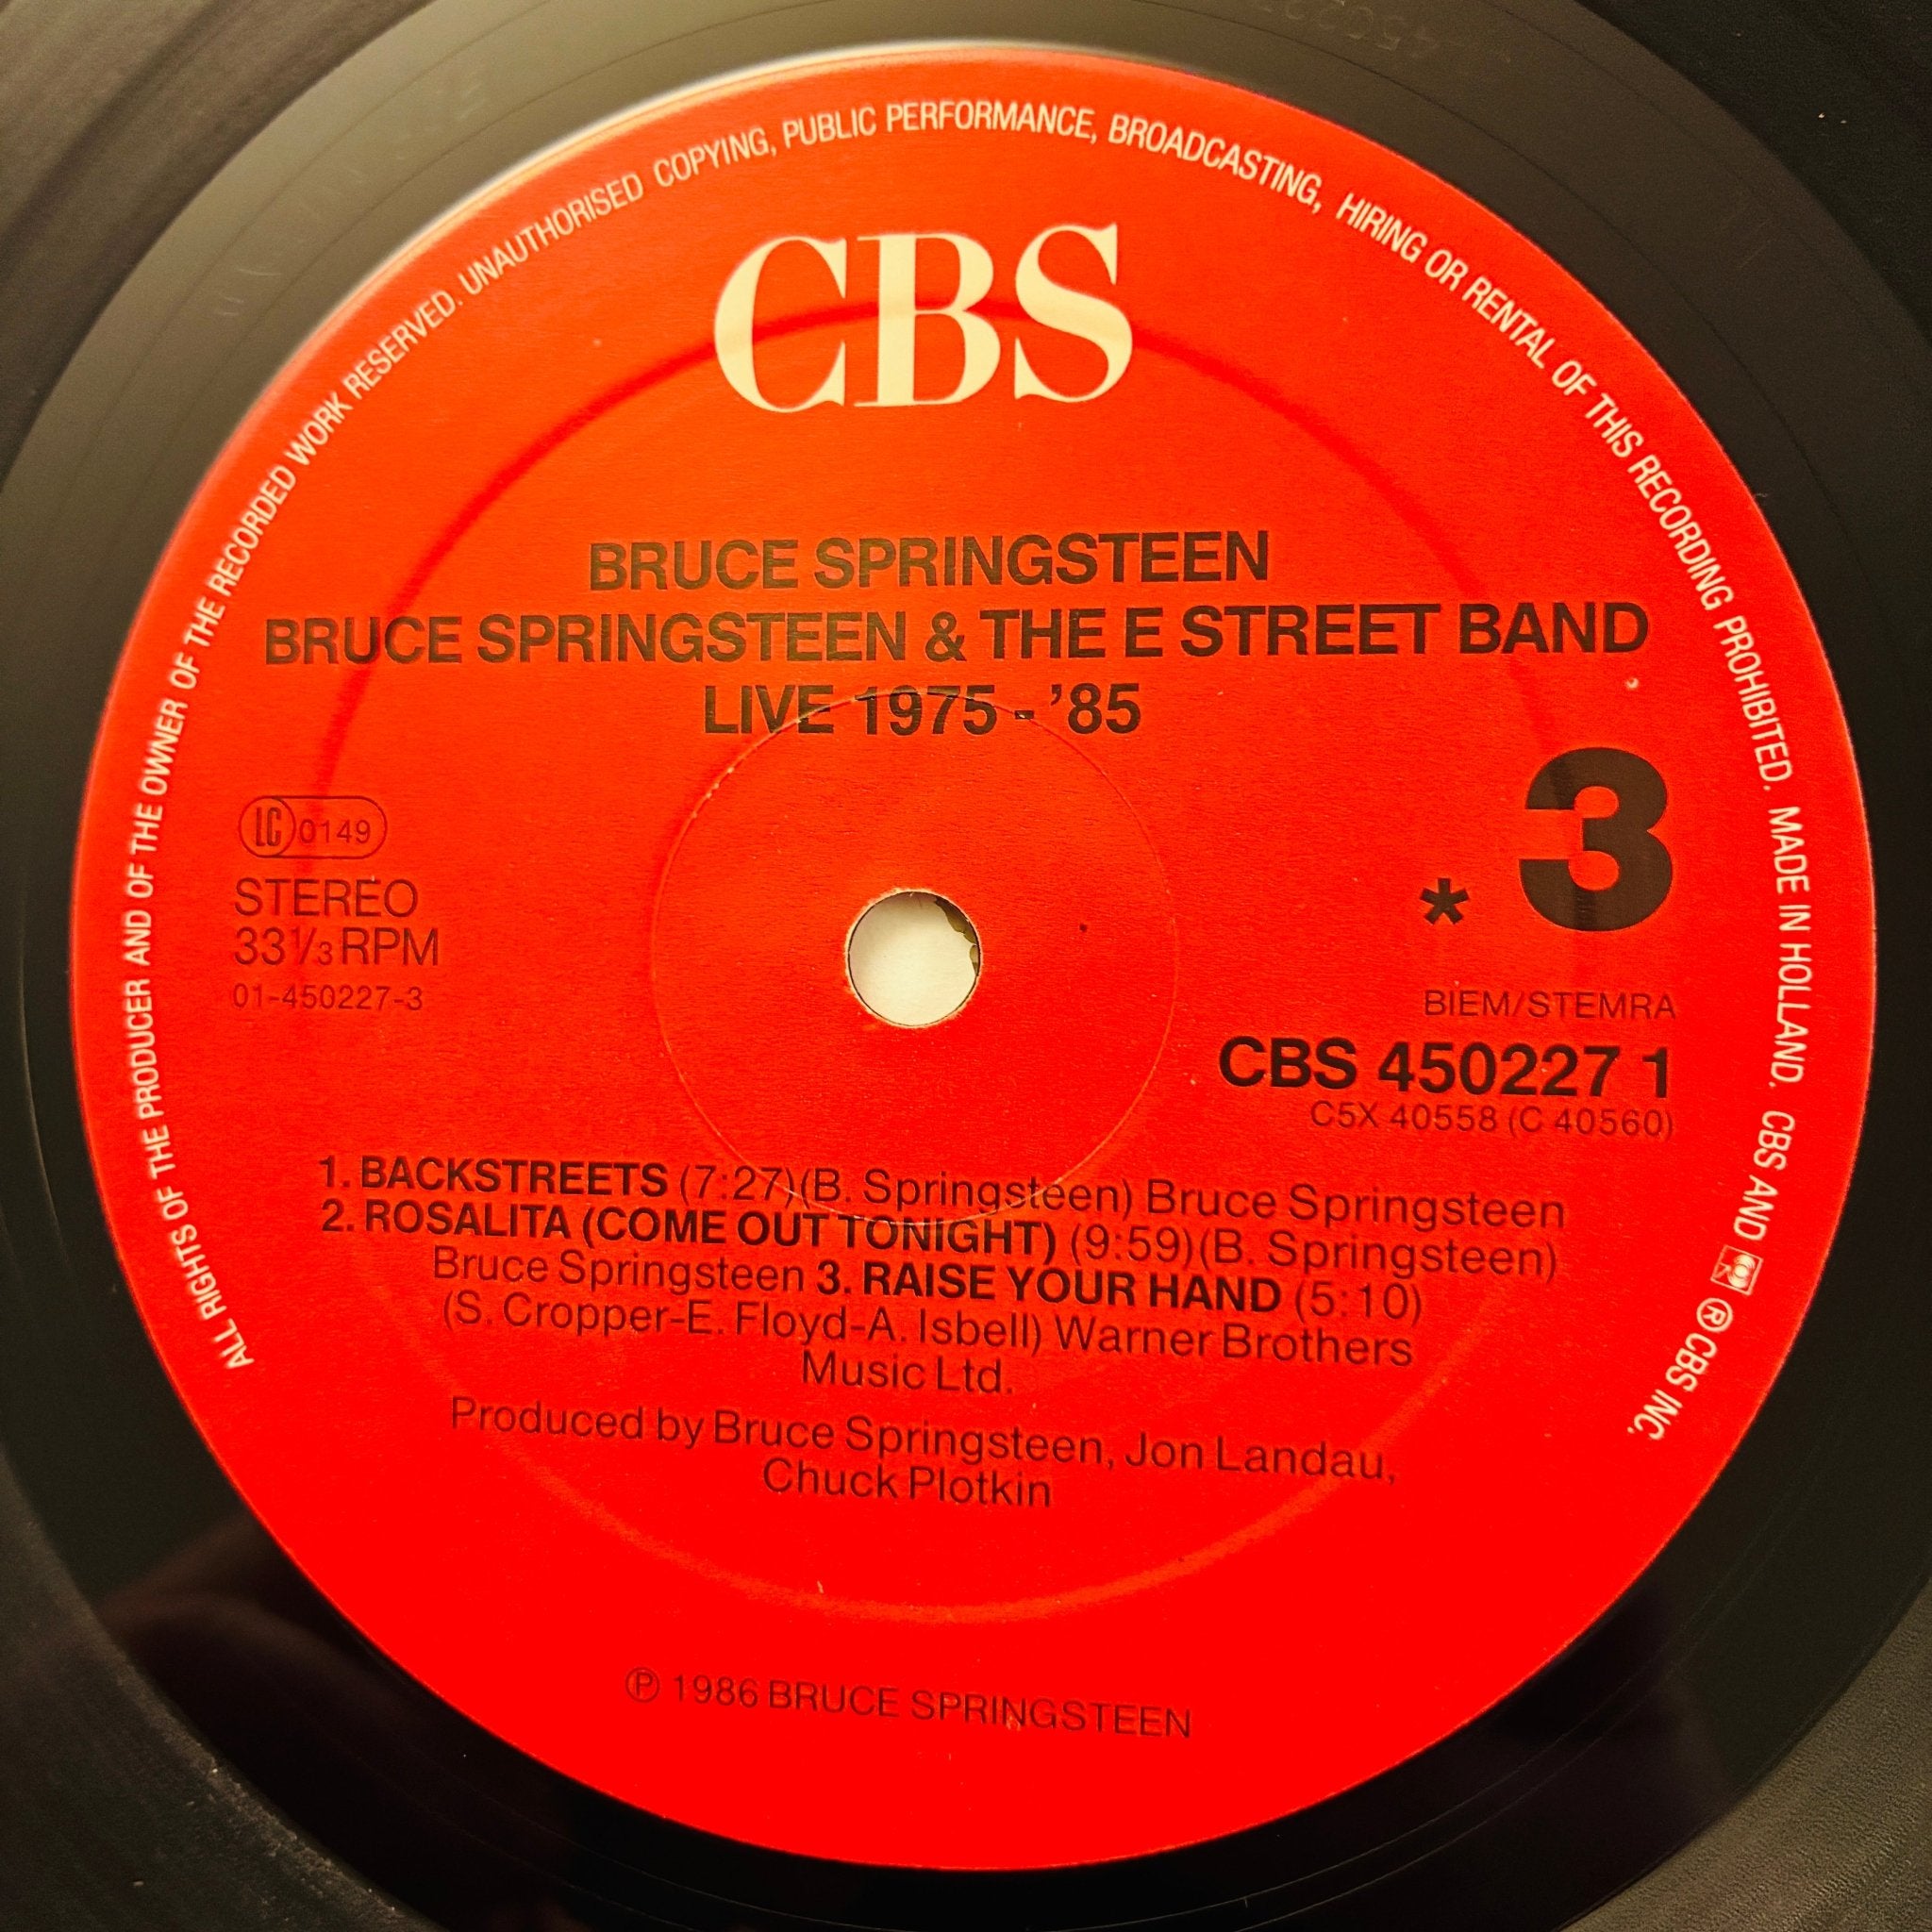 ALL RIGHTS OF THE PRODUCER AND OF THE OWNER OF THE RECORDED WORK RESERVED. UNAUTHORISED COPYING, PUBLIC PERFORMANCE, BROADCASTING, HIRING OR RENTAL OF THIS RECORDING PROHIBITED. MADE IN HOLLAND. CBS AND ℗ CBS INC.
CBS
BRUCE SPRINGSTEEN
BRUCE SPRINGSTEEN & THE E STREET BAND
LIVE 1975 - '85
LC 0149
STEREO
33 1/3 RPM
01-450227-3
* 3
BIEM/STEMRA
CBS 450227 1
C5X 40558 (C 40560)
1. BACKSTREETS (7:27)(B. Springsteen) Bruce Springsteen
2. ROSALITA (COME OUT TONIGHT) (9:59)(B. Springsteen)
Bruce Springsteen 3. RAISE YOUR HAND (5:10)
(S. Cropper-E. Floyd-A. Isbell) Warner Brothers
Music Ltd.
Produced by Bruce Springsteen, Jon Landau,
Chuck Plotkin
℗ 1986 BRUCE SPRINGSTEEN